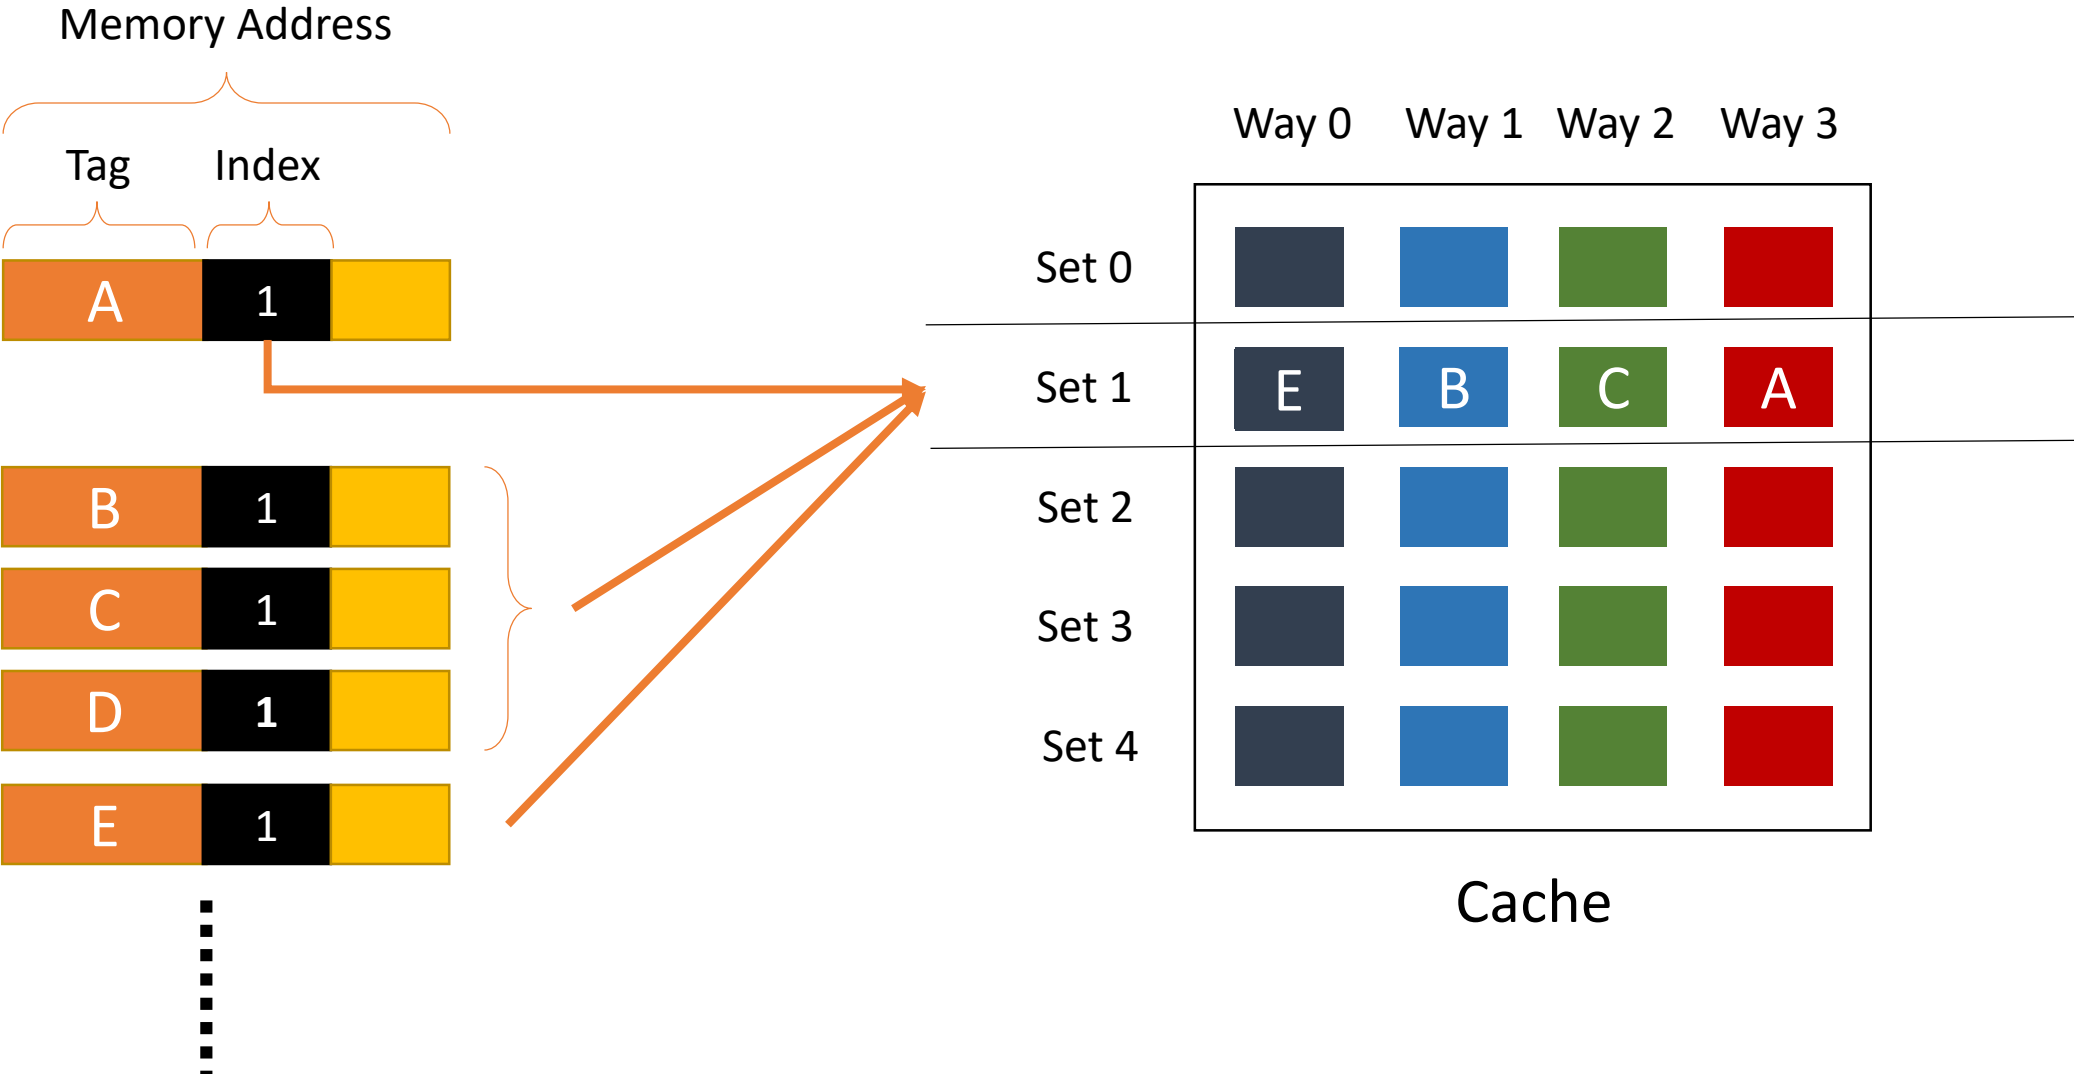 Memory Address
Tag Index
A 1
B 1
C 1
D 1
E 1
Way 0 Way 1 Way 2 Way 3
Set 0
Set 1 E B C A
Set 2
Set 3
Set 4
Cache